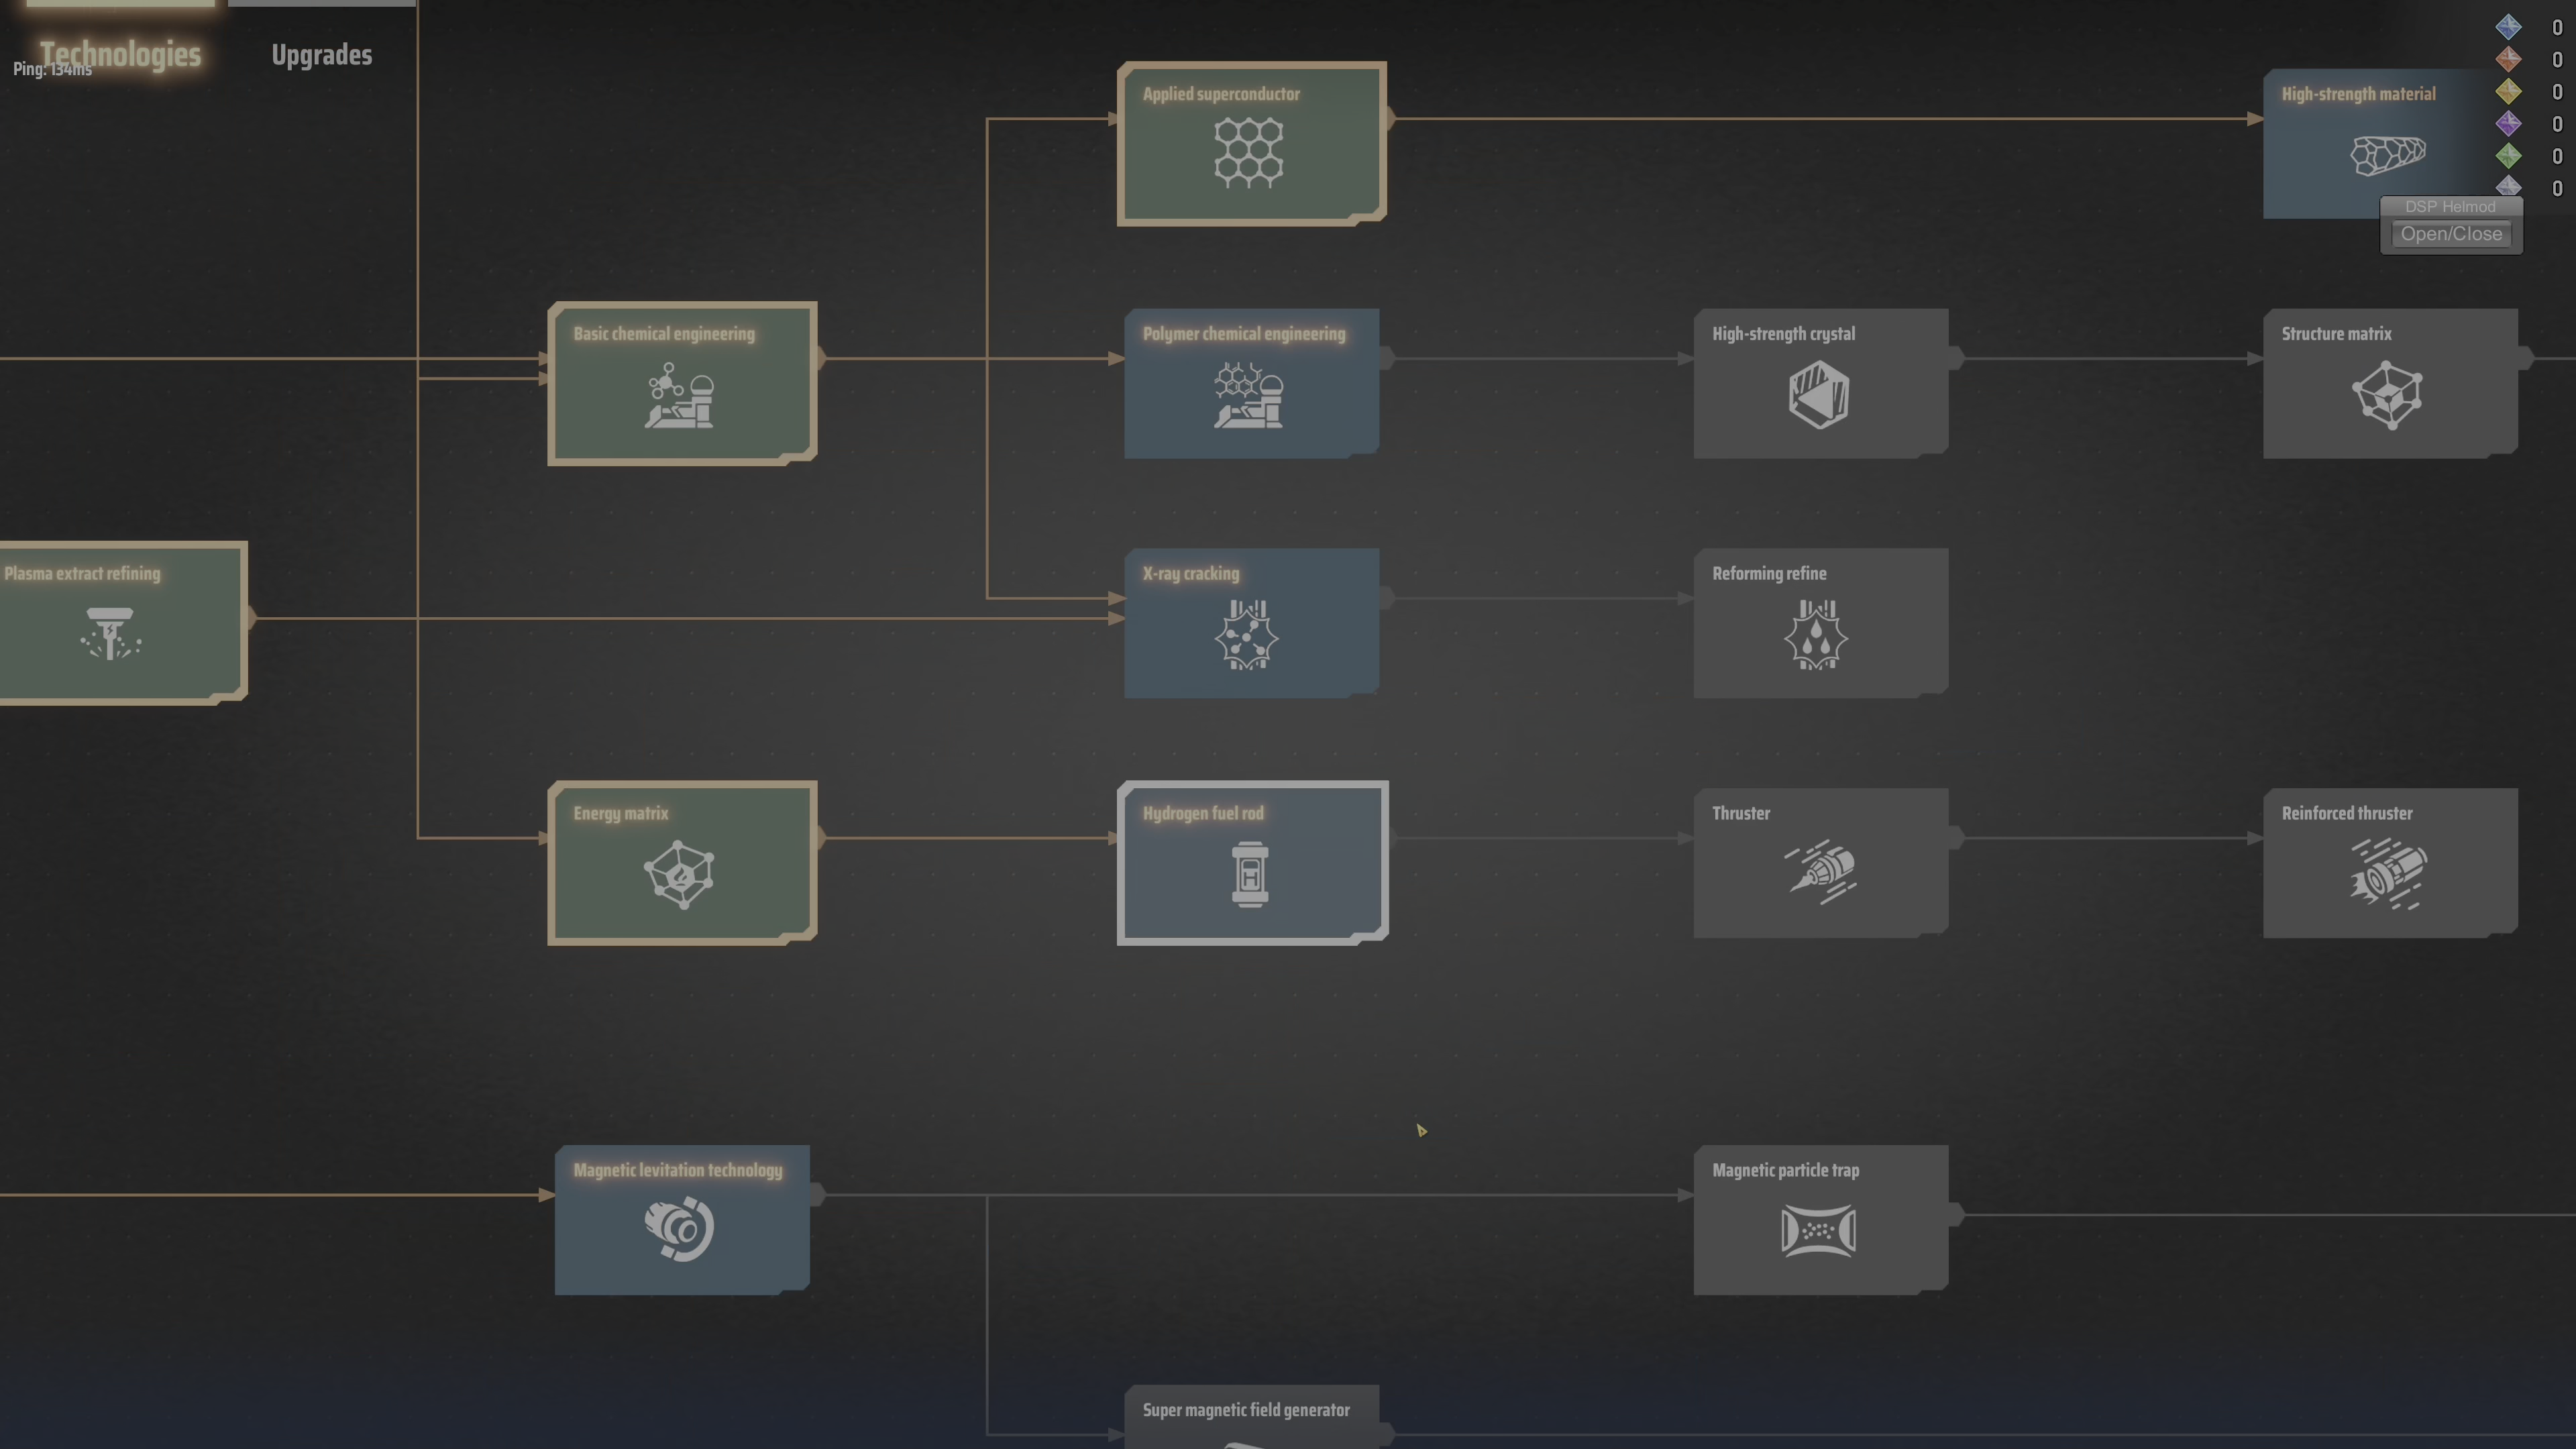 Technologies
Upgrades
Ping: 134ms
0
0
0
0
0
0
Applied superconductor
High-strength material
DSP Helmod
Open/Close
Basic chemical engineering
Polymer chemical engineering
High-strength crystal
Structure matrix
Plasma extract refining
X-ray cracking
Reforming refine
Energy matrix
Hydrogen fuel rod
H
Thruster
Reinforced thruster
Magnetic levitation technology
Magnetic particle trap
Super magnetic field generator